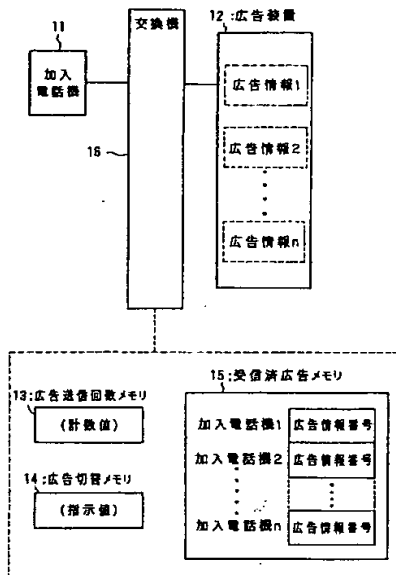 11
加入
電話機
交換機
16
12:広告装置
広告情報1
広告情報2
広告情報n
13:広告送信回数メモリ
(計数値)
14:広告切替メモリ
(指示値)
15:受信済広告メモリ
加入電話機1 広告情報番号
加入電話機2 広告情報番号
加入電話機n 広告情報番号